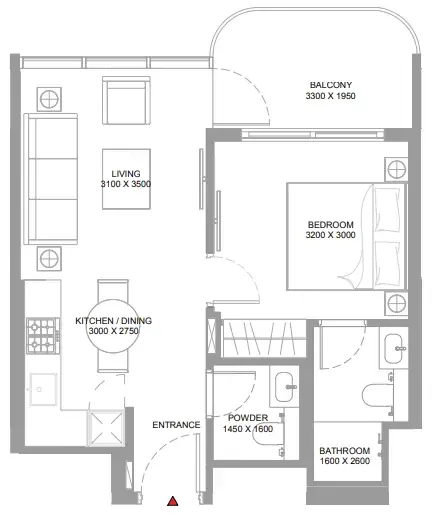 BALCONY
3300 X 1950
LIVING
3100 X 3500
BEDROOM
3200 X 3000
KITCHEN / DINING
3000 X 2750
ENTRANCE
POWDER
1450 X 1600
BATHROOM
1600 X 2600